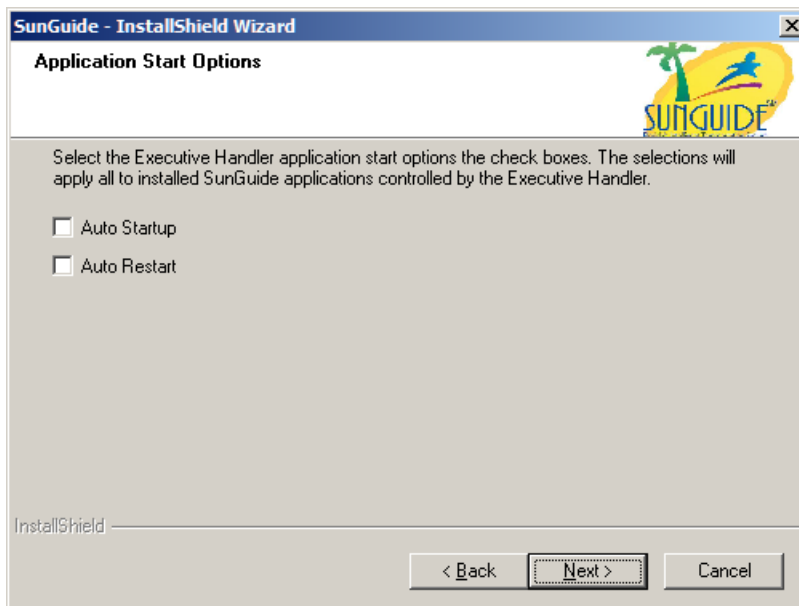 SunGuide - InstallShield Wizard
Application Start Options
SUNGUIDE
Select the Executive Handler application start options the check boxes. The selections will
apply all to installed SunGuide applications controlled by the Executive Handler.
Auto Startup
Auto Restart
InstallShield
< Back Next > Cancel